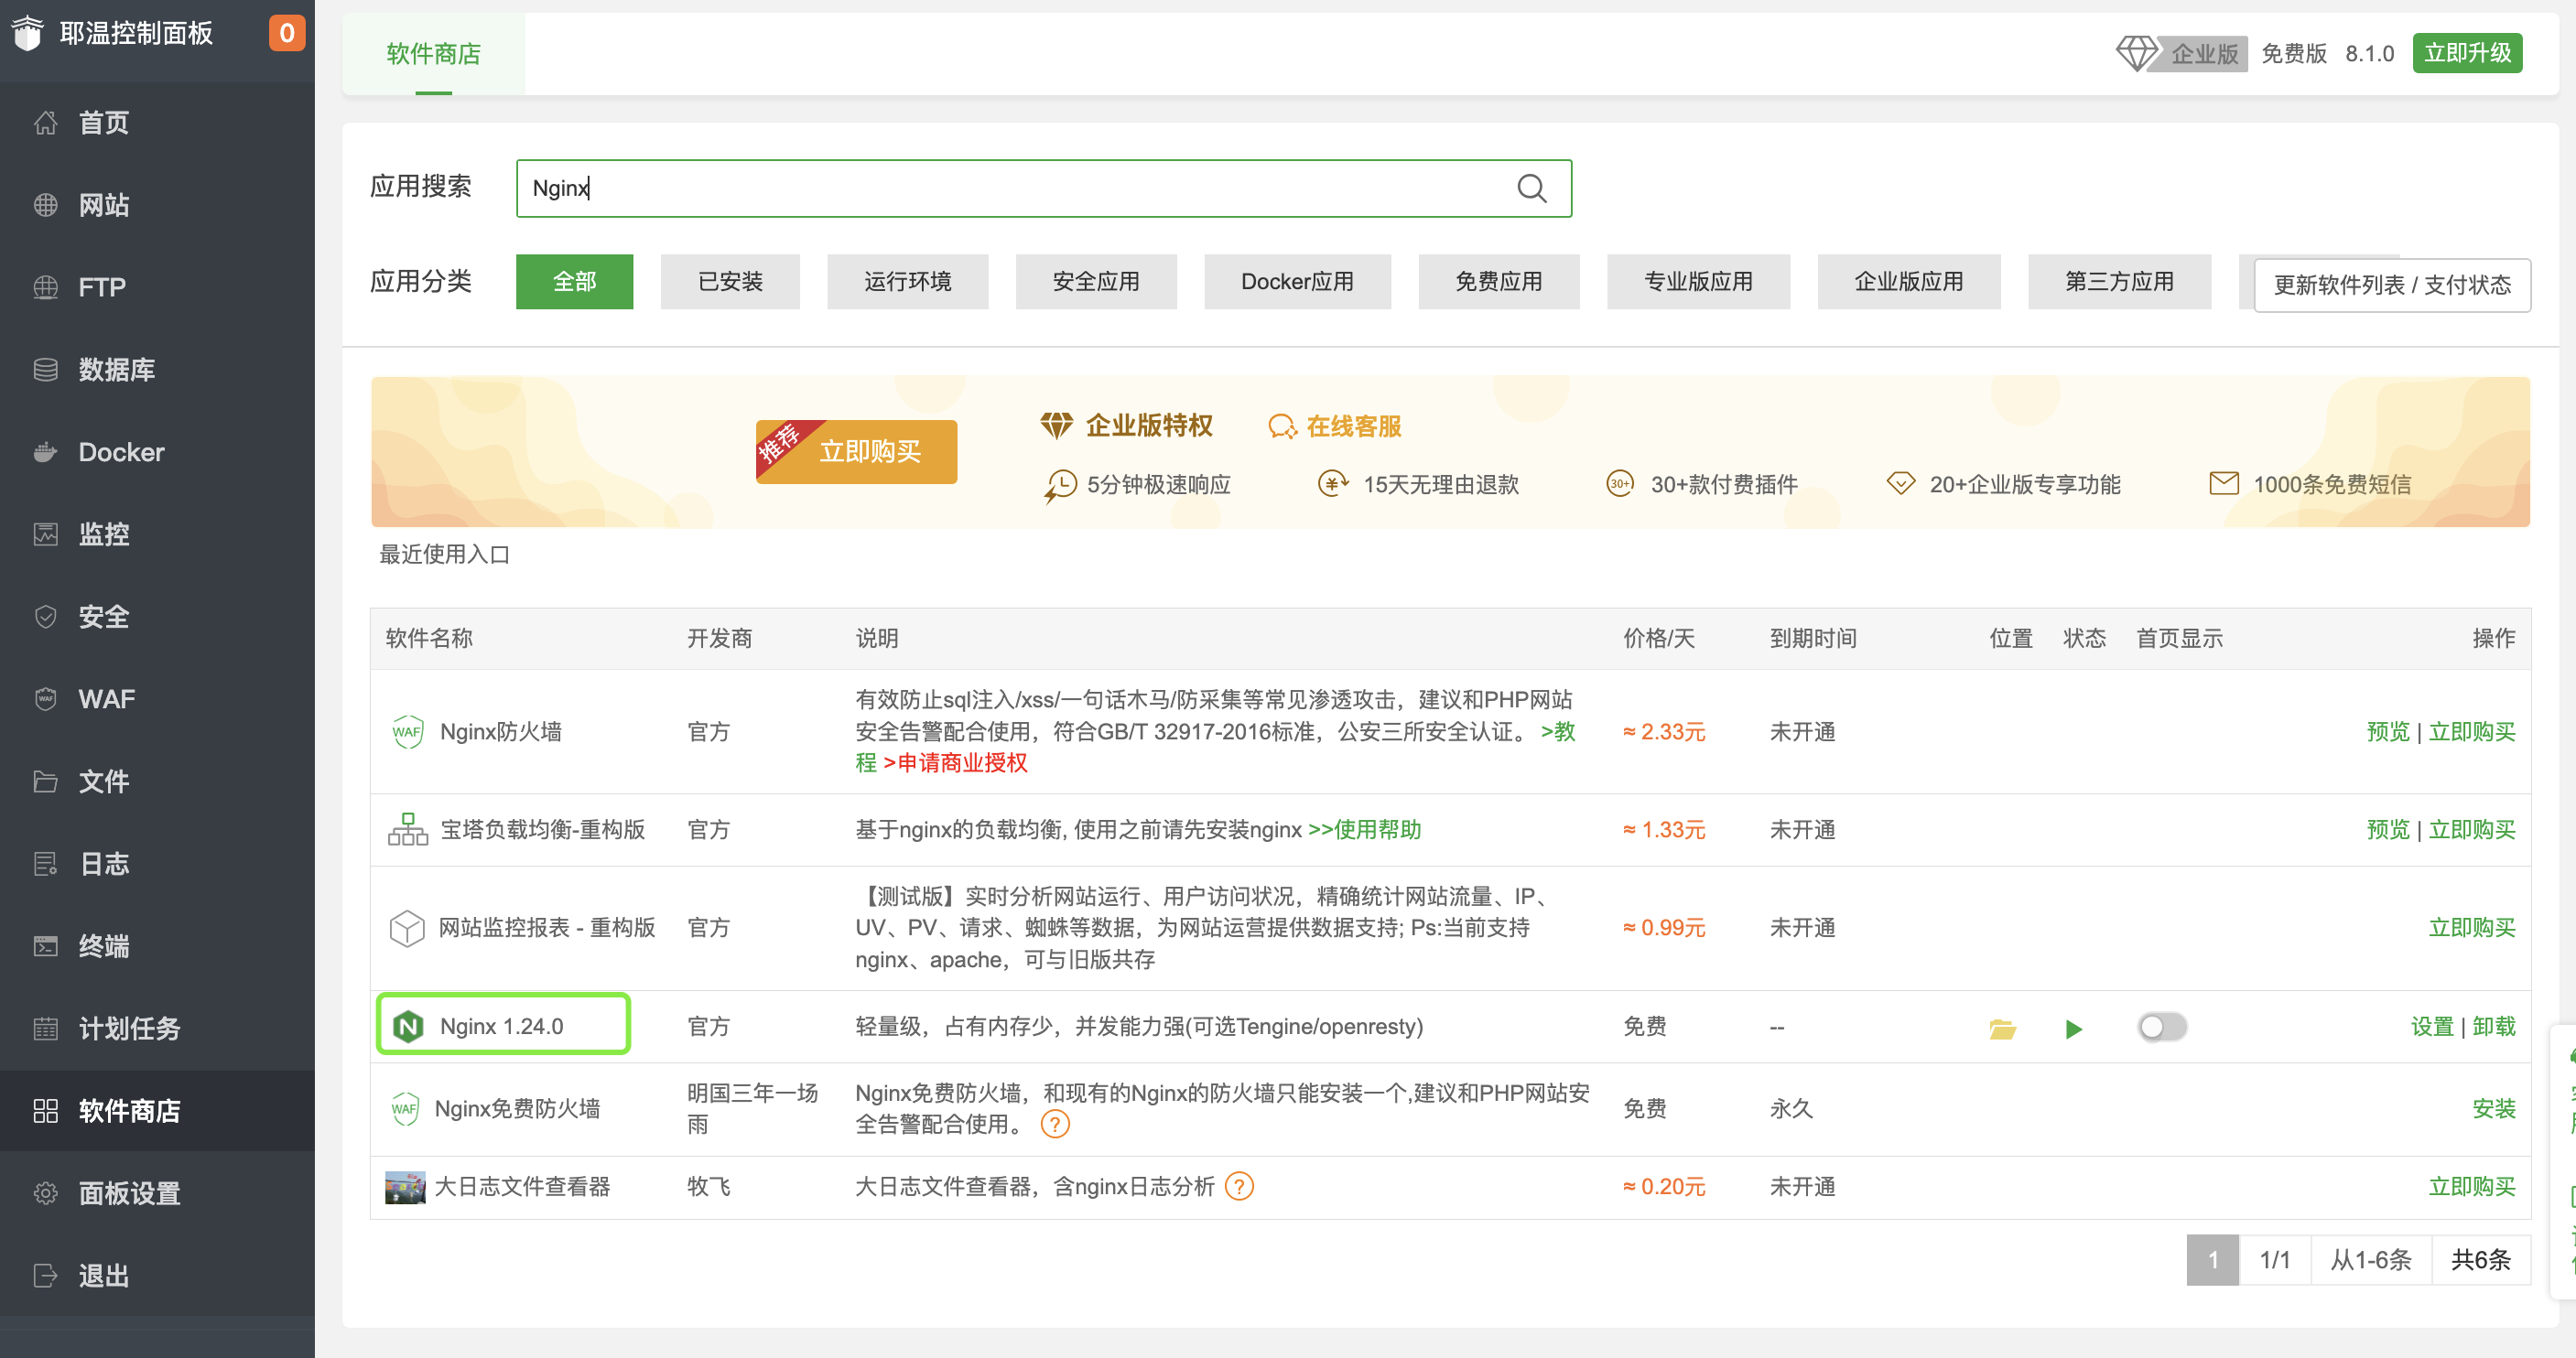 耶温控制面板
0
首页
网站
FTP
数据库
Docker
监控
安全
WAF
文件
日志
终端
计划任务
软件商店
面板设置
退出
软件商店
企业版 免费版 8.1.0 立即升级
应用搜索 Nginx
应用分类 全部 已安装 运行环境 安全应用 Docker应用 免费应用 专业版应用 企业版应用 第三方应用 更新软件列表 / 支付状态
推荐 立即购买
企业版特权 在线客服
5分钟极速响应 15天无理由退款 30+ 30+款付费插件 20+企业版专享功能 1000条免费短信
最近使用入口
软件名称 开发商 说明 价格/天 到期时间 位置 状态 首页显示 操作
WAF Nginx防火墙 官方
有效防止sql注入/xss/一句话木马/防采集等常见渗透攻击，建议和PHP网站
安全告警配合使用，符合GB/T 32917-2016标准，公安三所安全认证。 >教
程 >申请商业授权
≈ 2.33元 未开通 预览 | 立即购买
宝塔负载均衡-重构版 官方 基于nginx的负载均衡, 使用之前请先安装nginx >>使用帮助 ≈ 1.33元 未开通 预览 | 立即购买
网站监控报表 - 重构版 官方
【测试版】实时分析网站运行、用户访问状况，精确统计网站流量、IP、
UV、PV、请求、蜘蛛等数据，为网站运营提供数据支持; Ps:当前支持
nginx、apache，可与旧版共存
≈ 0.99元 未开通 立即购买
N Nginx 1.24.0 官方 轻量级，占有内存少，并发能力强(可选Tengine/openresty) 免费 -- 设置 | 卸载
WAF Nginx免费防火墙
明国三年一场
雨
Nginx免费防火墙，和现有的Nginx的防火墙只能安装一个,建议和PHP网站安
全告警配合使用。 ?
免费 永久 安装
大日志文件查看器 牧飞 大日志文件查看器，含nginx日志分析 ? ≈ 0.20元 未开通 立即购买
1 1/1 从1-6条 共6条